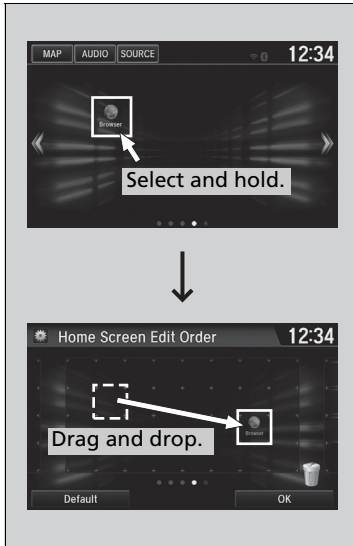 MAP AUDIO SOURCE 12:34
Browser
Select and hold.
Home Screen Edit Order 12:34
Browser
Drag and drop.
Default OK